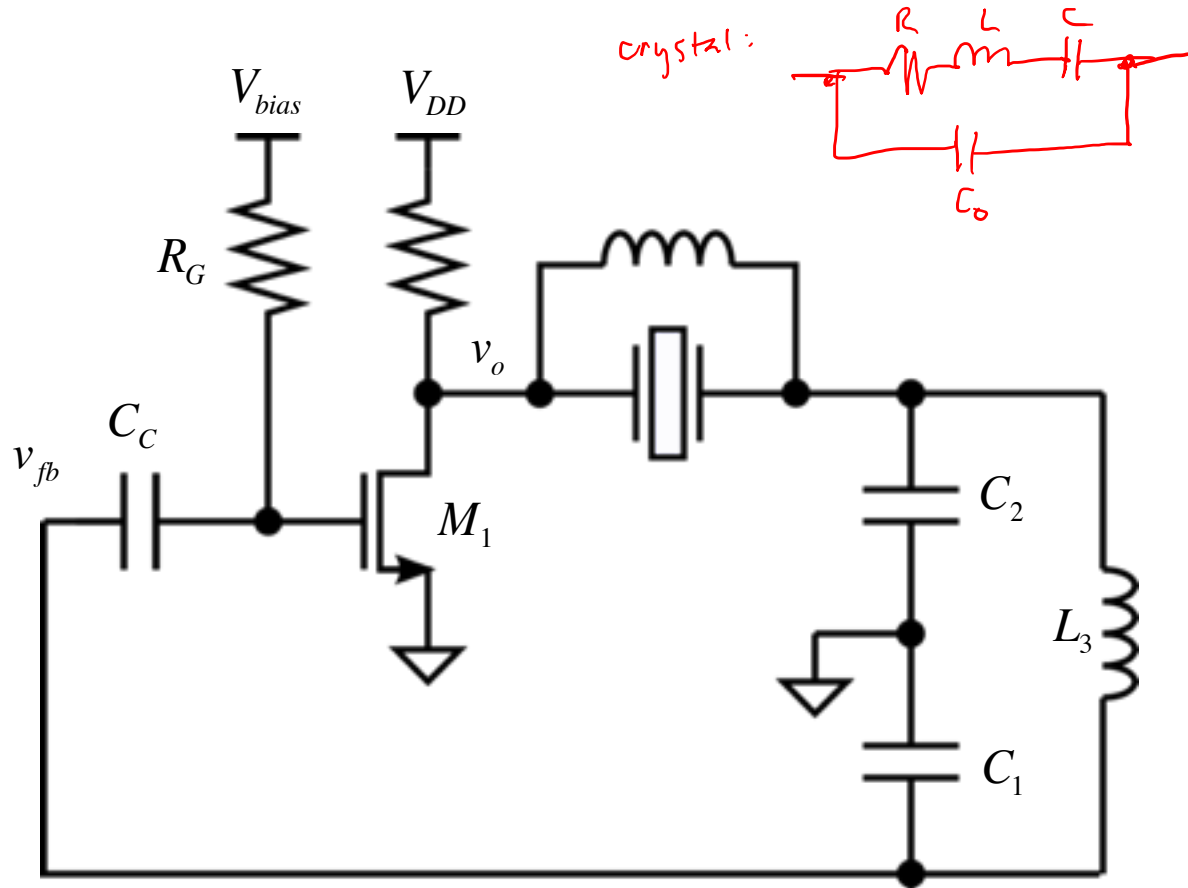 crystal:
R L C
C₀
V_bias
V_DD
R_G
v_o
C_C
v_fb
M₁
C₂
L₃
C₁